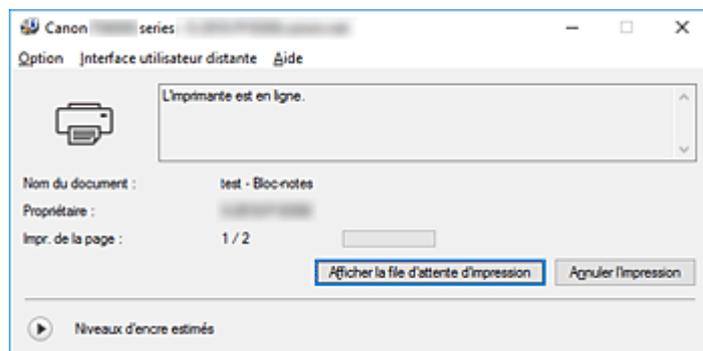 Canon series
Option Interface utilisateur distante Aide
L'imprimante est en ligne.
Nom du document : test - Bloc-notes
Propriétaire :
Impr. de la page : 1 / 2
Afficher la file d'attente d'impression Annuler l'impression
Niveaux d'encre estimés